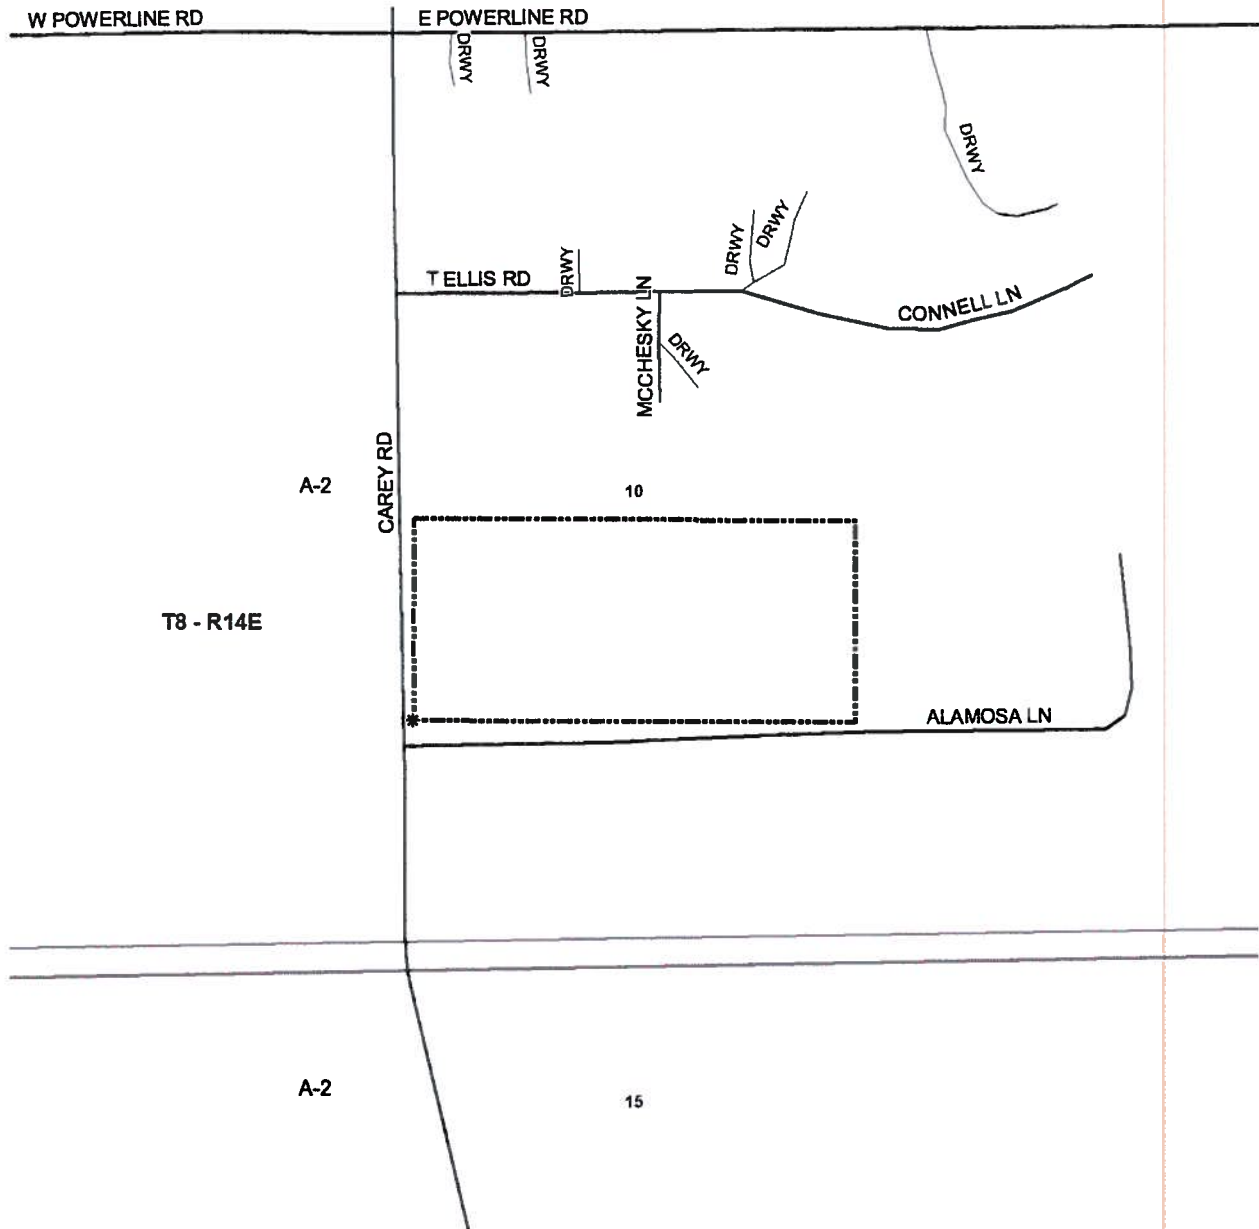 W POWERLINE RD
E POWERLINE RD
DRWY
DRWY
DRWY
DRWY
DRWY
T ELLIS RD
DRWY
MCCHESKY LN
CONNELL LN
DRWY
CAREY RD
A-2
10
T8 - R14E
ALAMOSA LN
A-2
15